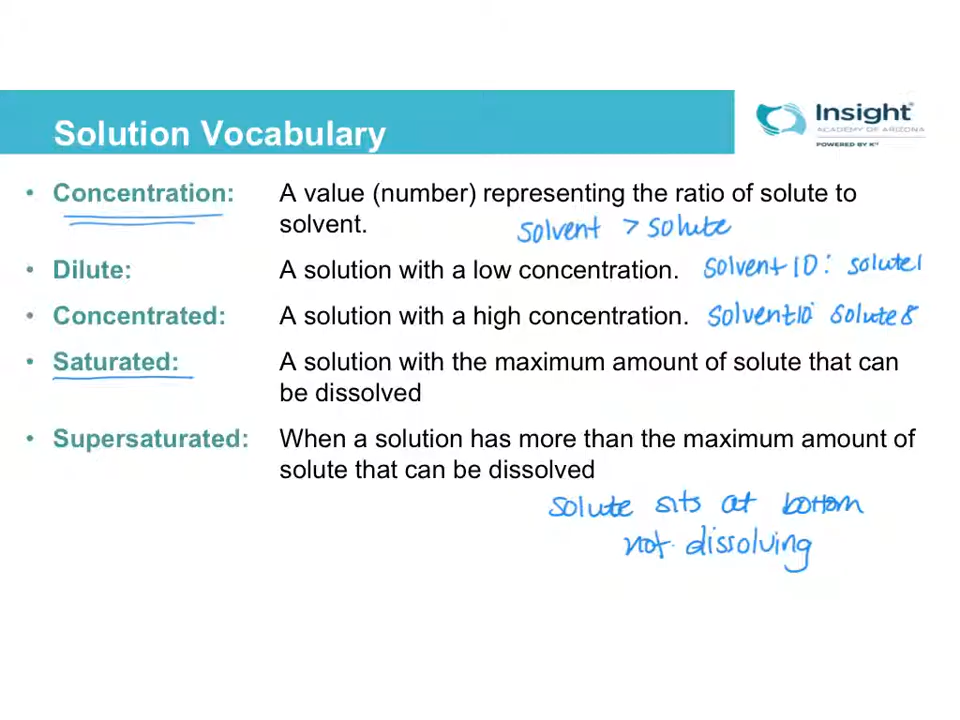 Insight
ACADEMY OF ARIZONA
POWERED BY K12
Solution Vocabulary
• Concentration: A value (number) representing the ratio of solute to
solvent. solvent > solute
• Dilute: A solution with a low concentration. solvent 10: solute 1
• Concentrated: A solution with a high concentration. solvent 10: solute 8
• Saturated: A solution with the maximum amount of solute that can
be dissolved
• Supersaturated: When a solution has more than the maximum amount of
solute that can be dissolved
solute sits at bottom
not dissolving